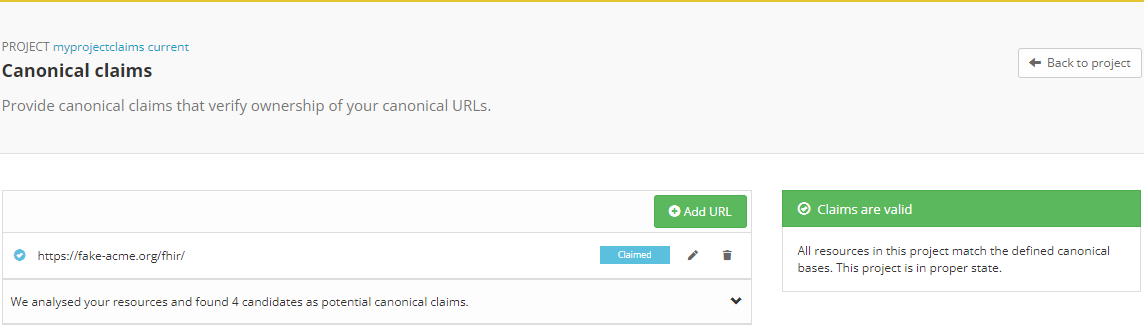 PROJECT myprojectclaims current
Canonical claims
Back to project
Provide canonical claims that verify ownership of your canonical URLs.
Add URL
https://fake-acme.org/fhir/
Claimed
We analysed your resources and found 4 candidates as potential canonical claims.
Claims are valid
All resources in this project match the defined canonical
bases. This project is in proper state.